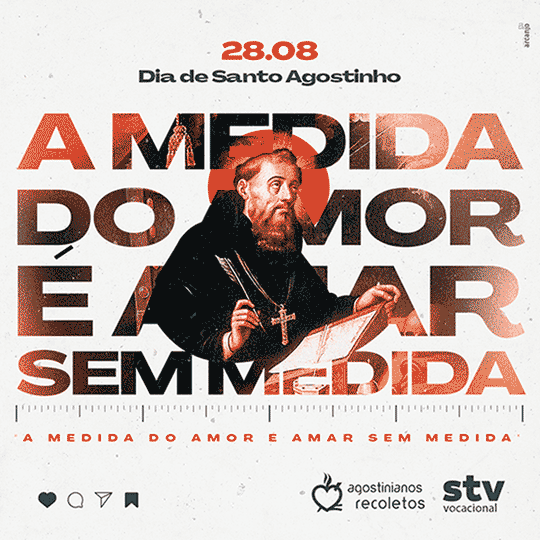 28.08
Dia de Santo Agostinho
arcanjo
A MEDIDA
DO AMOR
É AMAR
SEM MEDIDA
A MEDIDA DO AMOR É AMAR SEM MEDIDA
agostinianos
recoletos
stv
vocacional